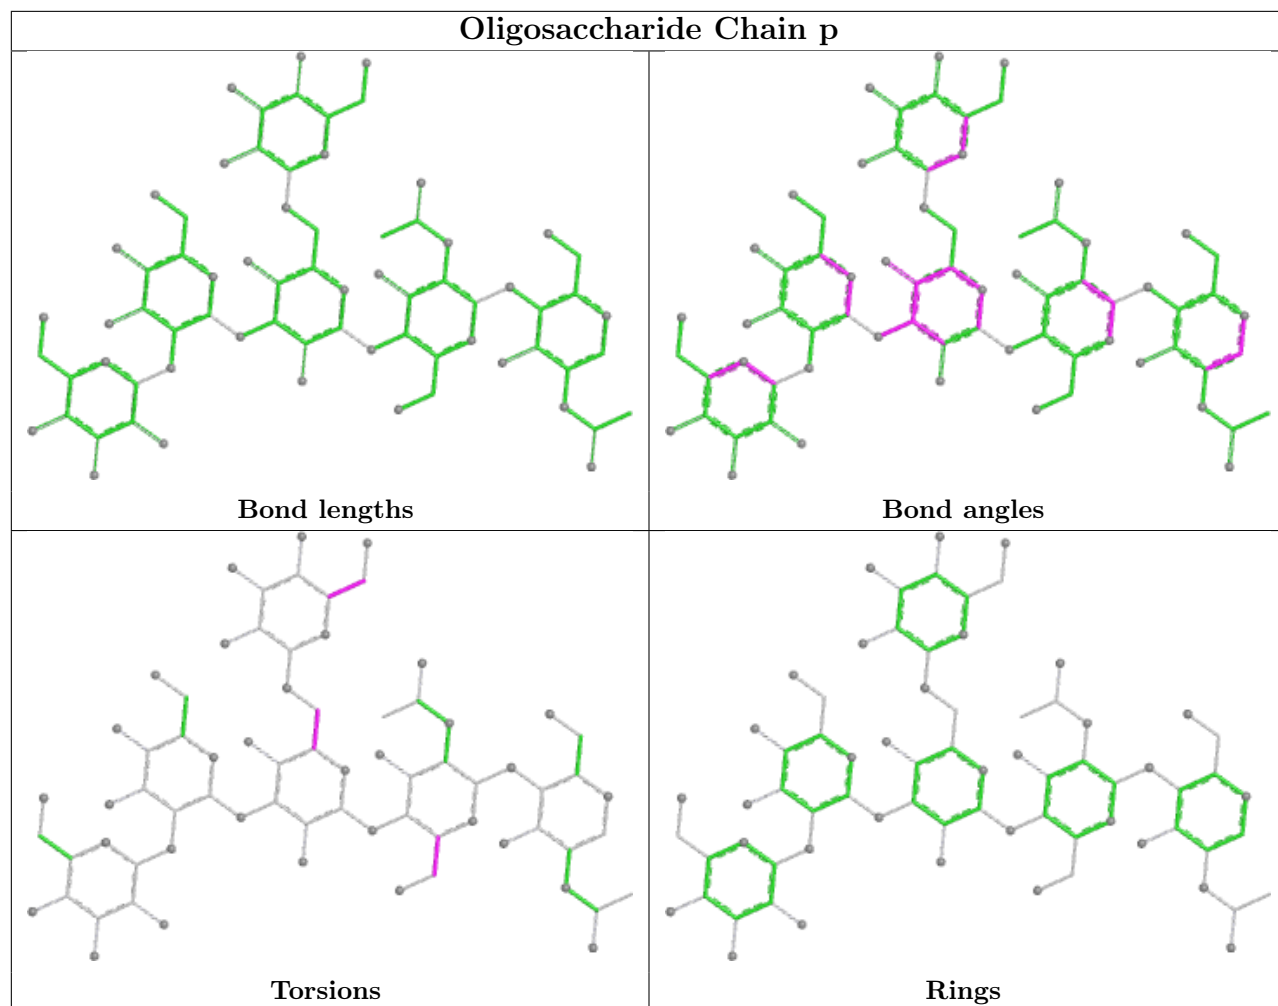 Oligosaccharide Chain p
Bond lengths
Bond angles
Torsions
Rings